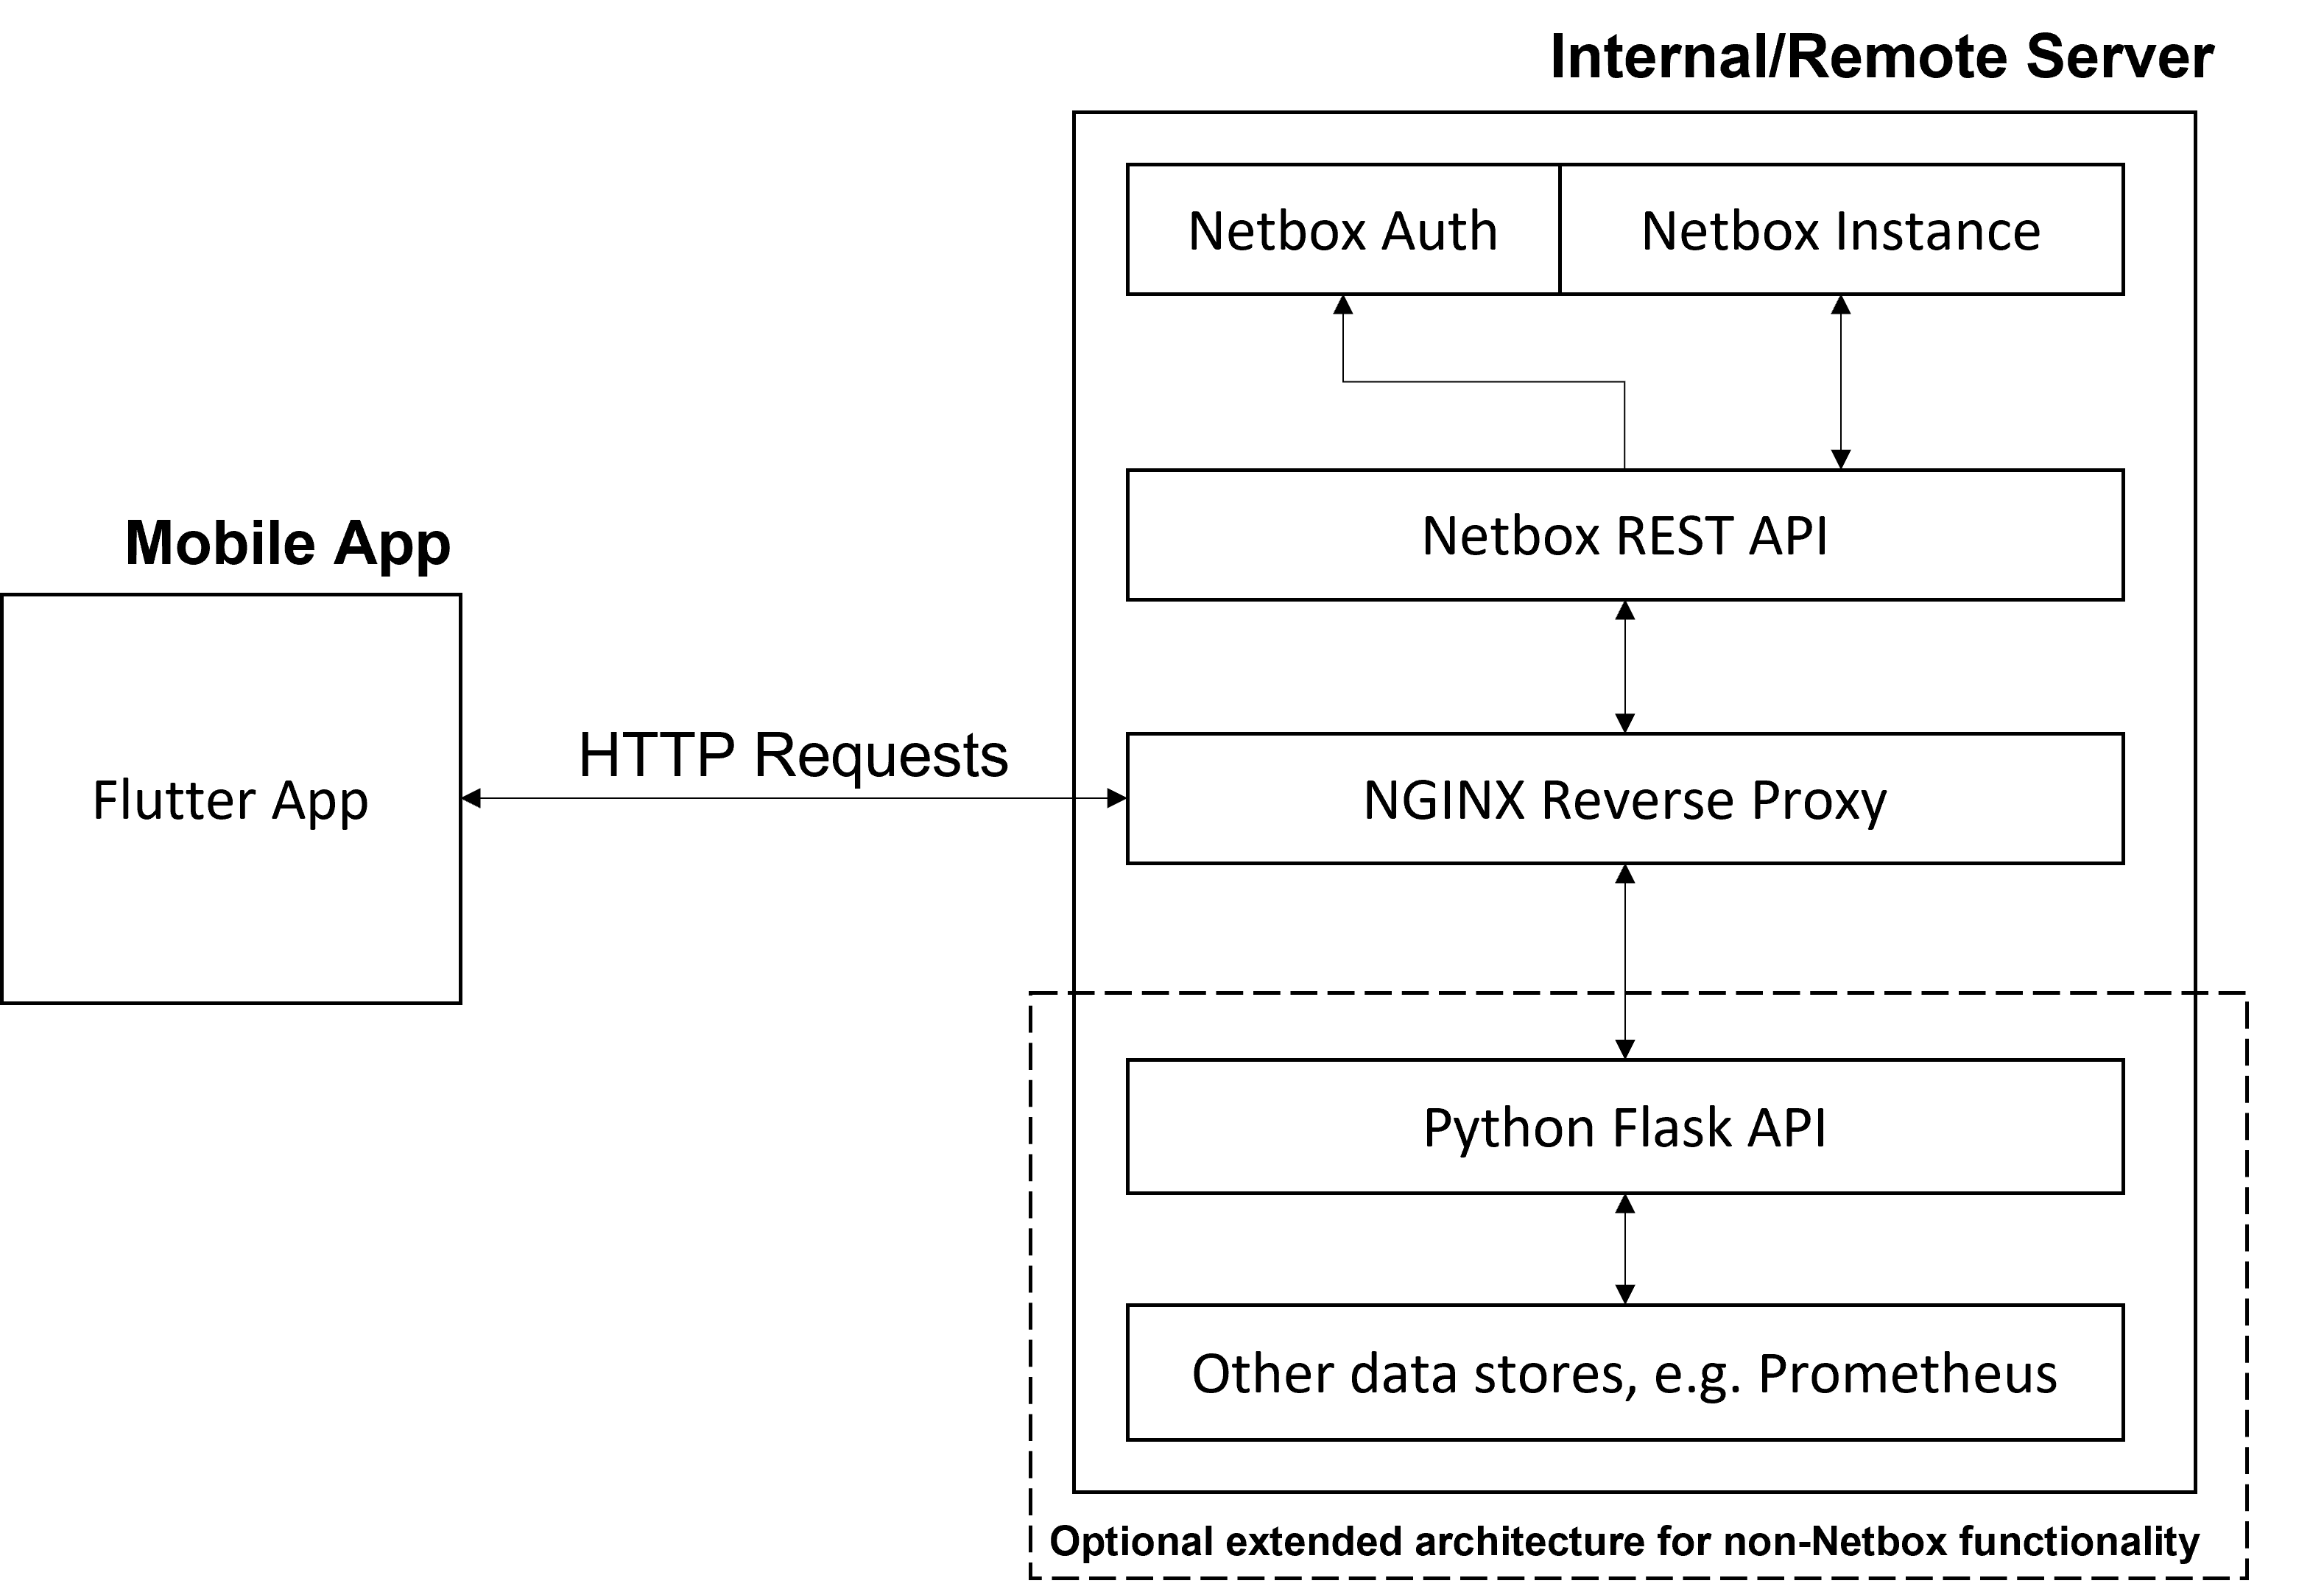 Internal/Remote Server
Netbox Auth
Netbox Instance
Netbox REST API
Mobile App
Flutter App
HTTP Requests
NGINX Reverse Proxy
Python Flask API
Other data stores, e.g. Prometheus
Optional extended architecture for non-Netbox functionality